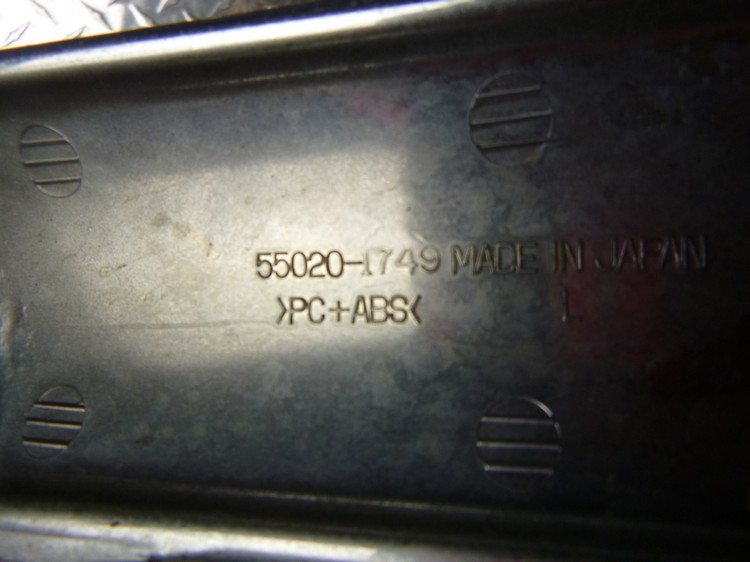 55020-1749 MADE IN JAPAN
>PC+ABS<
L